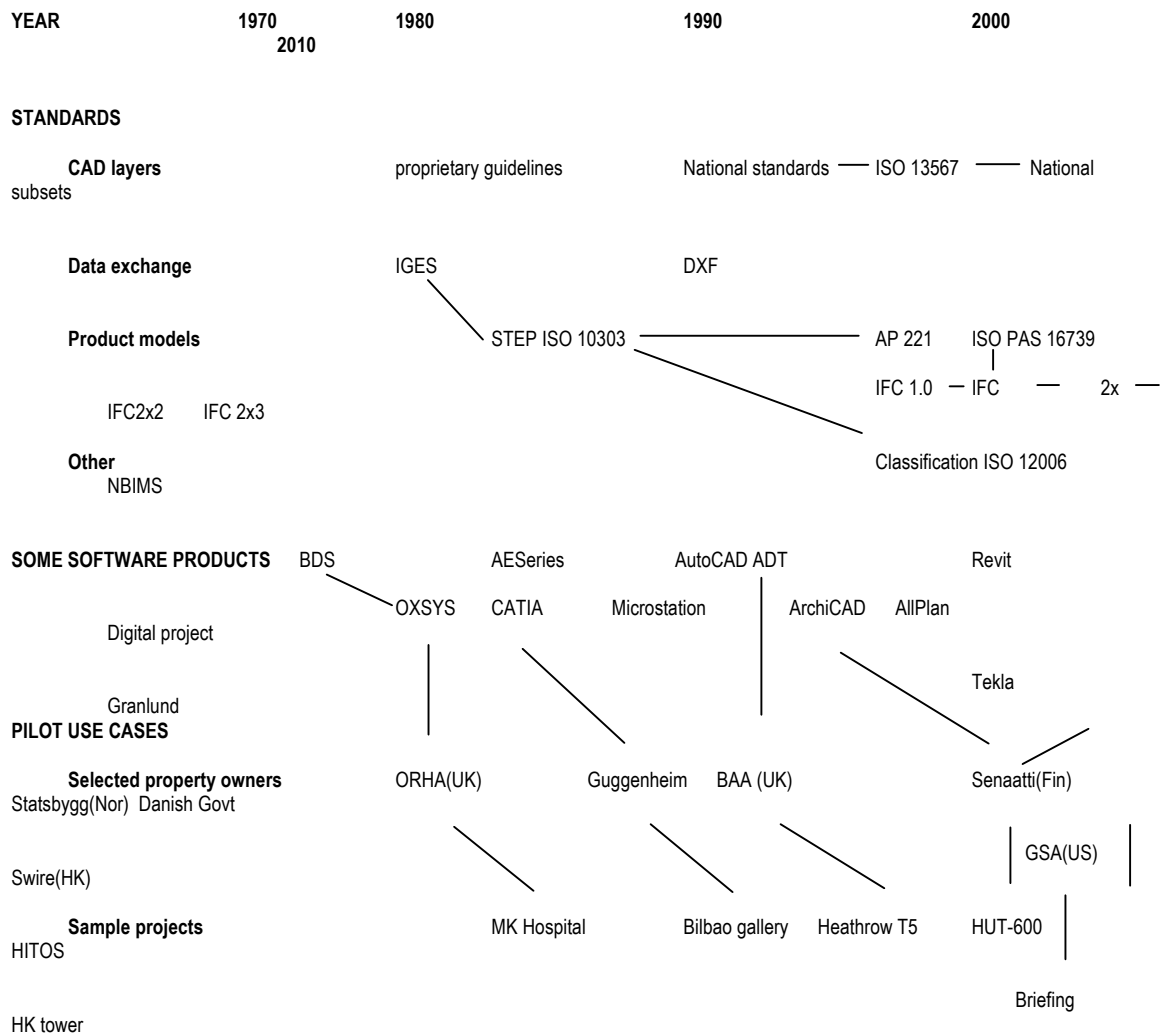 YEAR 1970 1980 1990 2000
2010
STANDARDS
CAD layers proprietary guidelines National standards ISO 13567 National
subsets
Data exchange IGES DXF
Product models STEP ISO 10303 AP 221 ISO PAS 16739
IFC 1.0 IFC 2x
IFC2x2 IFC 2x3
Other Classification ISO 12006
NBIMS
SOME SOFTWARE PRODUCTS BDS AESeries AutoCAD ADT Revit
OXSYS CATIA Microstation ArchiCAD AllPlan
Digital project
Tekla
Granlund
PILOT USE CASES
Selected property owners ORHA(UK) Guggenheim BAA (UK) Senaatti(Fin)
Statsbygg(Nor) Danish Govt
GSA(US)
Swire(HK)
Sample projects MK Hospital Bilbao gallery Heathrow T5 HUT-600
HITOS
Briefing
HK tower